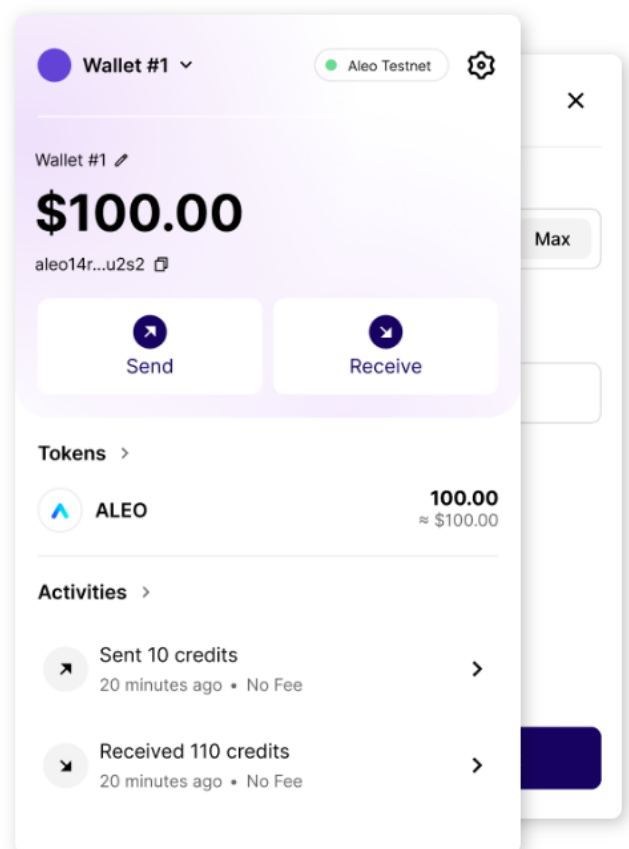 Wallet #1
Aleo Testnet
Wallet #1
$100.00
aleo14r...u2s2
Max
Send
Receive
Tokens
ALEO
100.00
≈ $100.00
Activities
Sent 10 credits
20 minutes ago • No Fee
Received 110 credits
20 minutes ago • No Fee